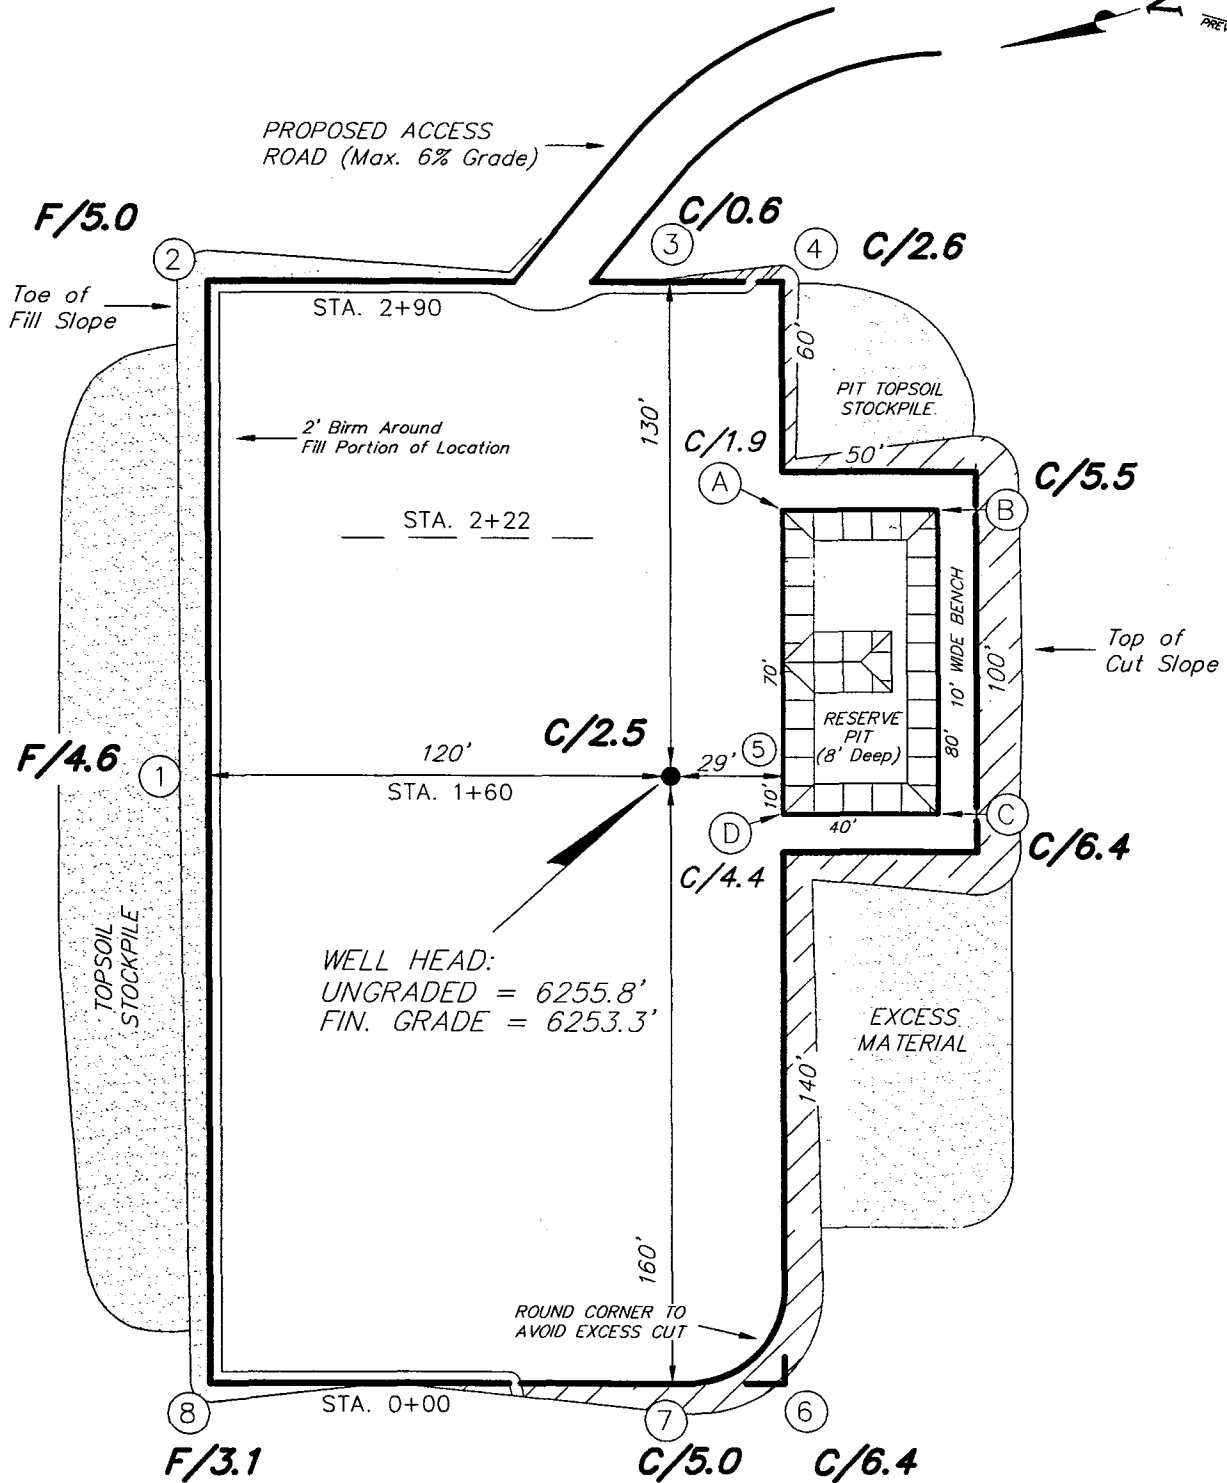 PROPOSED ACCESS
ROAD (Max. 6% Grade)
F/5.0
2
C/0.6
3
4
C/2.6
Toe of
Fill Slope
STA. 2+90
60'
PIT TOPSOIL
STOCKPILE.
2' Birm Around
Fill Portion of Location
130'
C/1.9
50'
A
C/5.5
B
STA. 2+22
10' WIDE BENCH
100'
Top of
Cut Slope
70'
RESERVE
PIT
(8' Deep)
80'
F/4.6
1
120'
STA. 1+60
C/2.5
29'
5
10'
D
40'
C
C/4.4
C/6.4
TOPSOIL
STOCKPILE
WELL HEAD:
UNGRADED = 6255.8'
FIN. GRADE = 6253.3'
EXCESS
MATERIAL
140'
160'
ROUND CORNER TO
AVOID EXCESS CUT
8
STA. 0+00
7
6
F/3.1
C/5.0
C/6.4